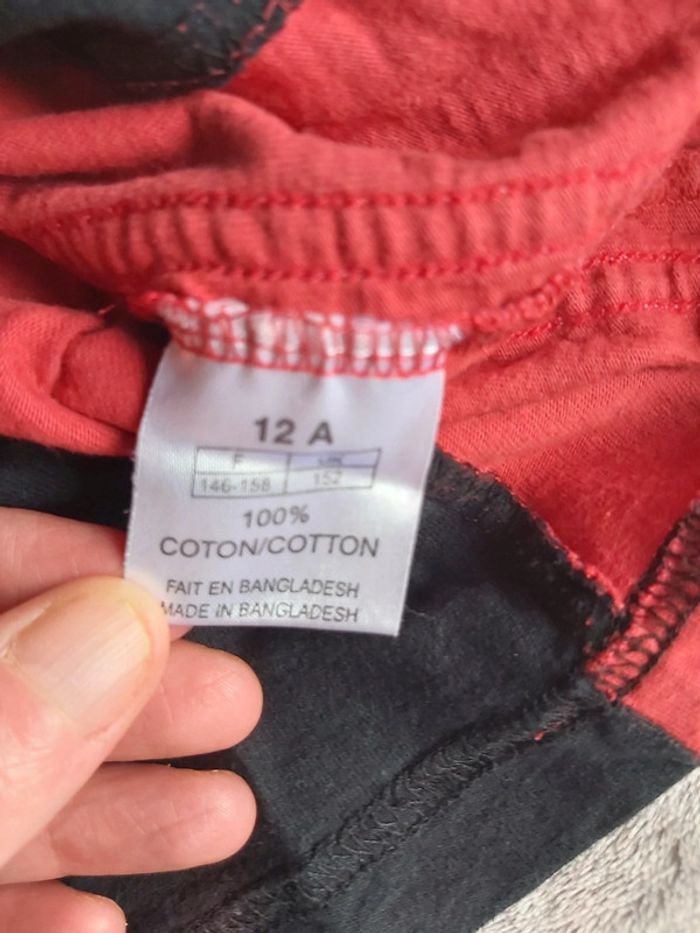 12 A
F UK
146-158 152
100%
COTON/COTTON
FAIT EN BANGLADESH
MADE IN BANGLADESH